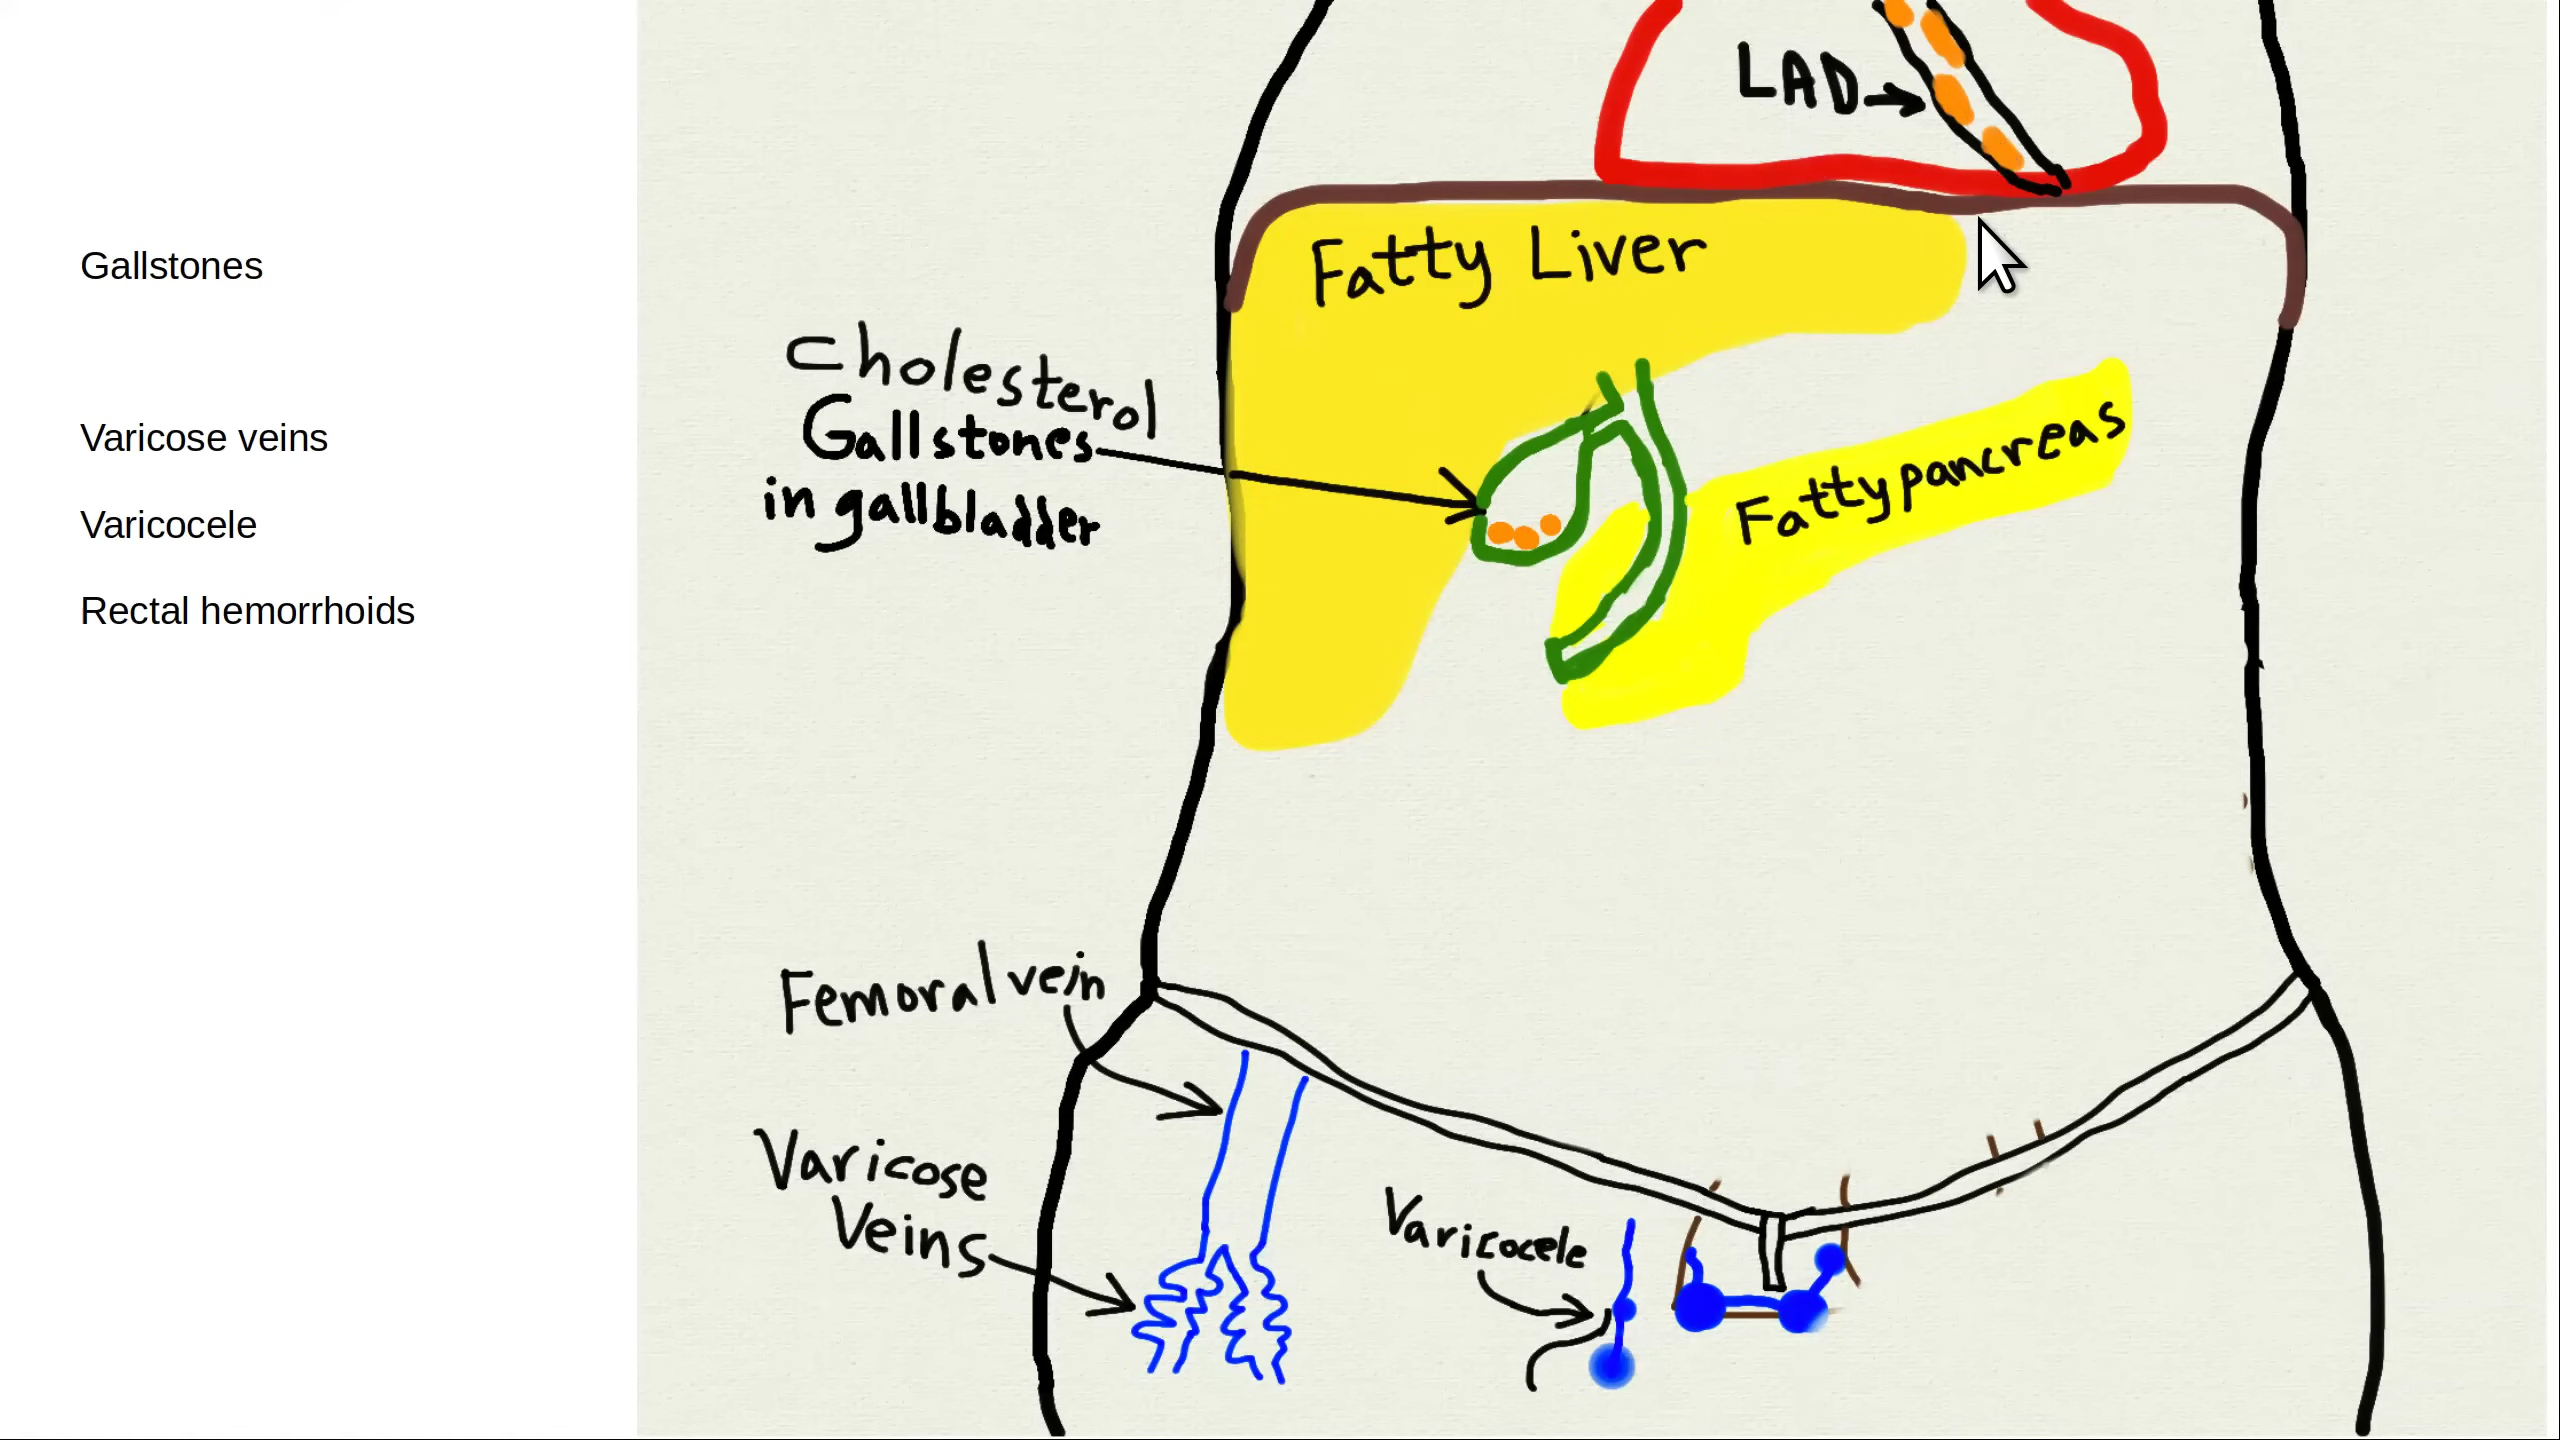 Gallstones
Varicose veins
Varicocele
Rectal hemorrhoids
LAD
Fatty Liver
Cholesterol
Gallstones
in gallbladder
Fatty pancreas
Femoral vein
Varicose
Veins
Varicocele